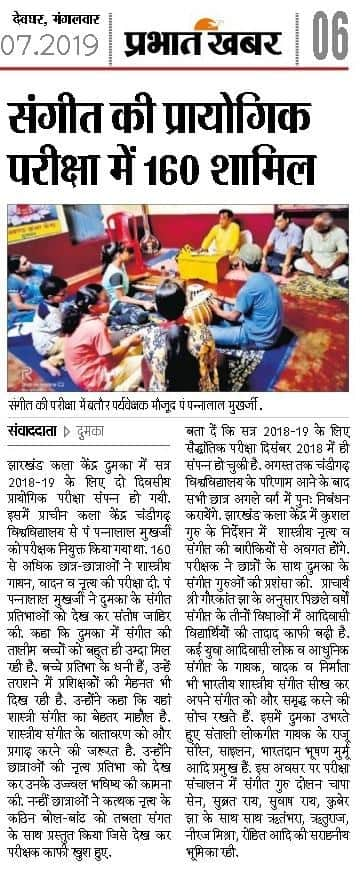 देवघर, मंगलवार
07.2019
प्रभात खबर
06
संगीत की प्रायोगिक
परीक्षा में 160 शामिल
संगीत की परीक्षा में बतौर पर्यवेक्षक मौजूद पं पन्नालाल मुखर्जी .
संवाददाता ▷ दुमका
झारखंड कला केंद्र दुमका में सत्र
2018-19 के लिए दो दिवसीय
प्रायोगिक परीक्षा संपन्न हो गयी.
इसमें प्राचीन कला केंद्र चंडीगढ़
विश्वविद्यालय से पं पन्नालाल मुखर्जी
को परीक्षक नियुक्त किया गया था. 160
से अधिक छात्र-छात्राओं ने शास्त्रीय
गायन, वादन व नृत्य की परीक्षा दी. पं
पन्नालाल मुखर्जी ने दुमका के संगीत
प्रतिभाओं को देख कर संतोष जाहिर
की. कहा कि दुमका में संगीत की
तालीम बच्चों को बहुत ही उम्दा मिल
रही है. बच्चे प्रतिभा के धनी हैं, उन्हें
तराशने में प्रशिक्षकों की मेहनत भी
दिख रही है. उन्होंने कहा कि यहां
शास्त्री संगीत का बेहतर माहौल है.
शास्त्रीय संगीत के वातावरण को और
प्रगाढ़ करने की जरूरत है. उन्होंने
छात्राओं की नृत्य प्रतिभा को देख
कर उनके उज्ज्वल भविष्य की कामना
की. नन्हीं छात्राओं ने कत्थक नृत्य के
कठिन बोल-बांट को तबला संगत
के साथ प्रस्तुत किया जिसे देख कर
परीक्षक काफी खुश हुए.
बता दें कि सत्र 2018-19 के लिए
सैद्धांतिक परीक्षा दिसंबर 2018 में ही
संपन्न हो चुकी है. अगस्त तक चंडीगढ़
विश्वविद्यालय के परिणाम आने के बाद
सभी छात्र अगले वर्ग में पुनः निबंधन
करायेंगे. झारखंड कला केंद्र में कुशल
गुरु के निर्देशन में शास्त्रीय नृत्य व
संगीत की बारीकियों से अवगत होंगे.
परीक्षक ने छात्रों के साथ दुमका के
संगीत गुरुओं की प्रशंसा की. प्राचार्य
श्री गौरकांत झा के अनुसार पिछले वर्षों
संगीत के तीनों विधाओं में आदिवासी
विद्यार्थियों की तादाद काफी बढ़ी है.
कई युवा आदिवासी लोक व आधुनिक
संगीत के गायक, वादक व निर्माता
भी भारतीय शास्त्रीय संगीत सीख कर
अपने संगीत को और समृद्ध करने की
सोच रखते हैं. इसमें दुमका उभरते
हुए संताली लोकगीत गायक के राजू
सोरेन, साइलन, भारतदान भूषण मुर्मू
आदि प्रमुख हैं. इस अवसर पर परीक्षा
संचालन में संगीत गुरु दोलन चापा
सेन, सुब्रत राय, सुवाष राय, कुबेर
झा के साथ साथ ऋतंभरा, ऋतुराज,
नीरज मिश्रा, रोहित आदि की सराहनीय
भूमिका रही.